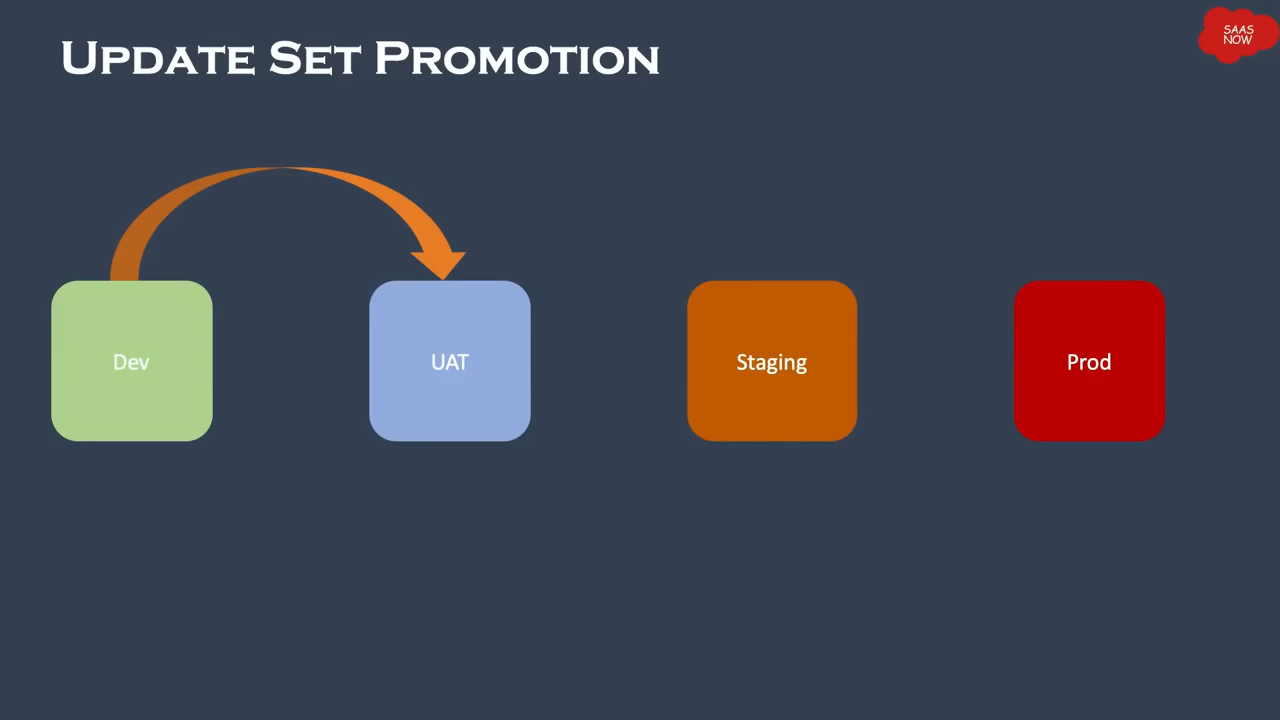 UPDATE SET PROMOTION
SAAS
NOW
Dev
UAT
Staging
Prod